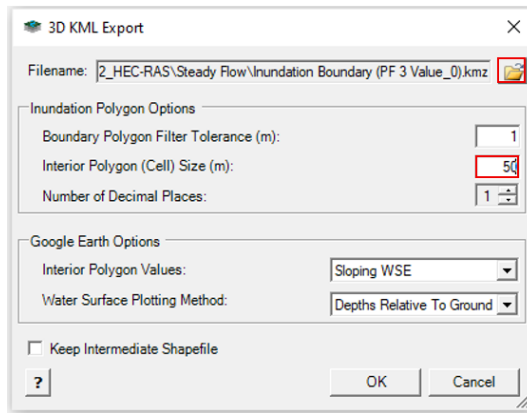 3D KML Export
Filename: 2_HEC-RAS\Steady Flow\Inundation Boundary (PF 3 Value_0).kmz
Inundation Polygon Options
Boundary Polygon Filter Tolerance (m): 1
Interior Polygon (Cell) Size (m): 50
Number of Decimal Places: 1
Google Earth Options
Interior Polygon Values: Sloping WSE
Water Surface Plotting Method: Depths Relative To Ground
Keep Intermediate Shapefile
? OK Cancel